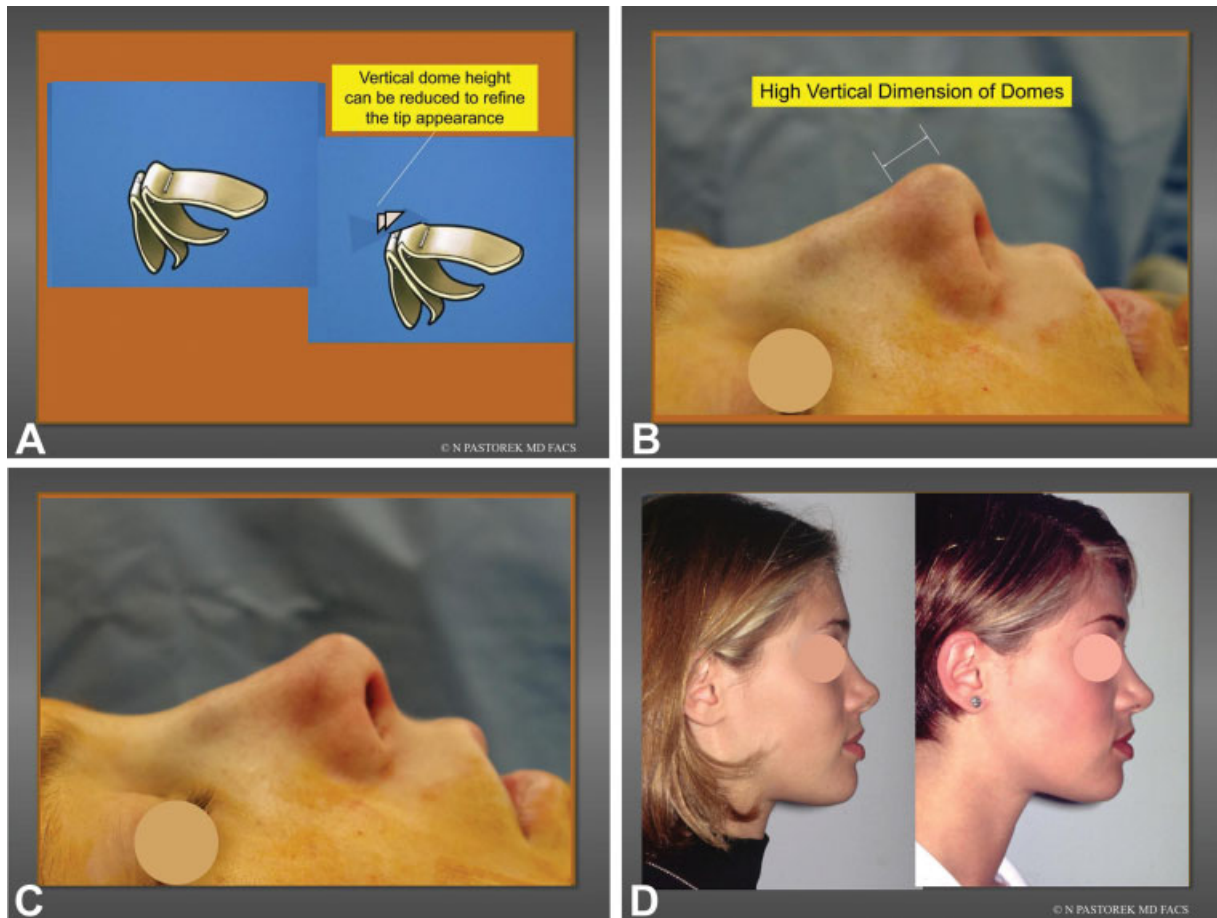 Vertical dome height
can be reduced to refine
the tip appearance
A
© N PASTOREK MD FACS
High Vertical Dimension of Domes
B
C
D
© N PASTOREK MD FACS